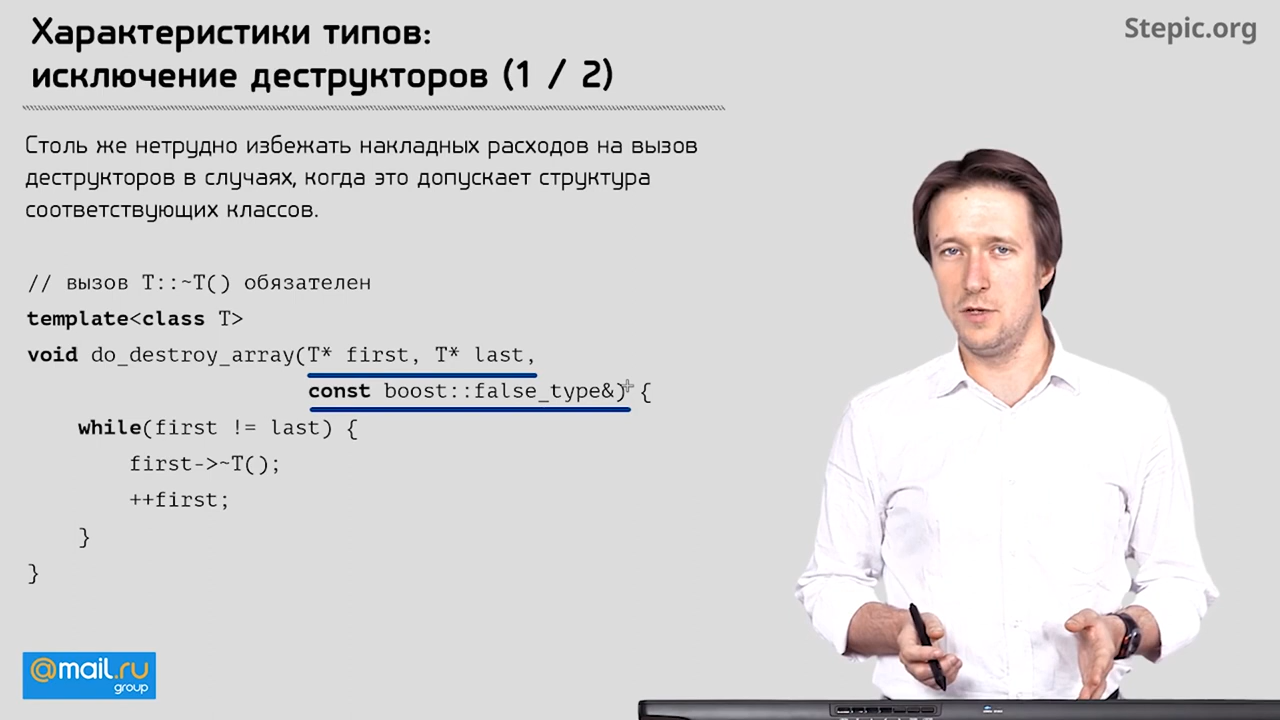 Характеристики типов:
исключение деструкторов (1 / 2)
Stepic.org
Столь же нетрудно избежать накладных расходов на вызов
деструкторов в случаях, когда это допускает структура
соответствующих классов.
// вызов T::~T() обязателен
template<class T>
void do_destroy_array(T* first, T* last,
const boost::false_type&) {
while(first != last) {
first->~T();
++first;
}
}
@mail.ru
group